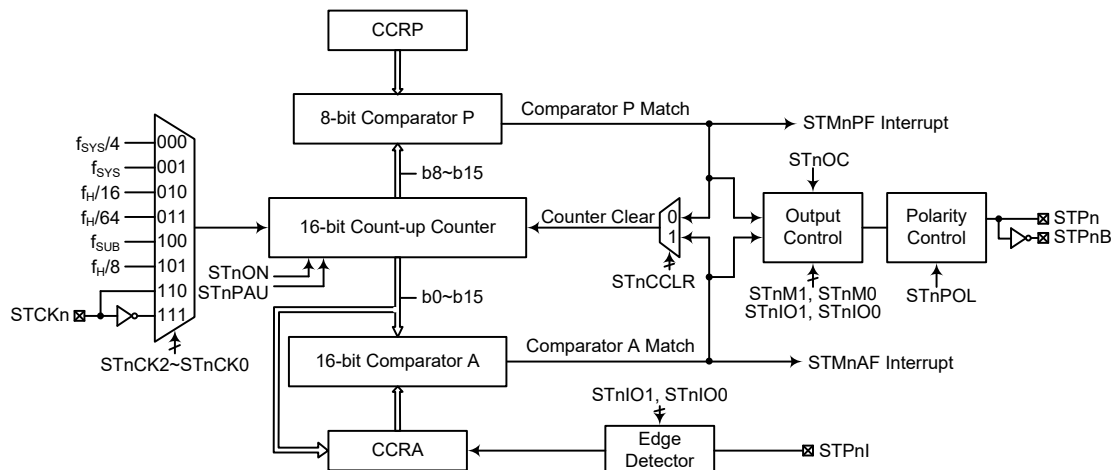 CCRP
8-bit Comparator P
Comparator P Match
STMnPF Interrupt
b8~b15
fSYS/4
000
fSYS
001
fH/16
010
fH/64
011
fSUB
100
fH/8
101
110
111
STCKn
STnCK2~STnCK0
16-bit Count-up Counter
STnON
STnPAU
Counter Clear
0
1
STnCCLR
STnOC
Output
Control
STnM1, STnM0
STnIO1, STnIO0
Polarity
Control
STnPOL
STPn
STPnB
b0~b15
16-bit Comparator A
Comparator A Match
STMnAF Interrupt
STnIO1, STnIO0
CCRA
Edge
Detector
STPnI